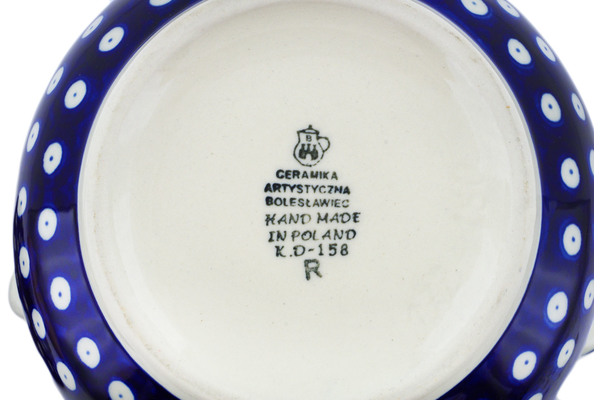 B
CERAMIKA
ARTYSTYCZNA
BOLESŁAWIEC
HAND MADE
IN POLAND
K.D-158
R